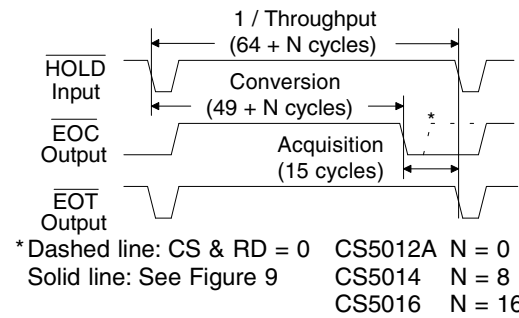 1 / Throughput
(64 + N cycles)
HOLD
Input
Conversion
(49 + N cycles)
*
EOC
Output
Acquisition
(15 cycles)
EOT
Output
* Dashed line: CS & RD = 0 CS5012A N = 0
Solid line: See Figure 9 CS5014 N = 8
CS5016 N = 16